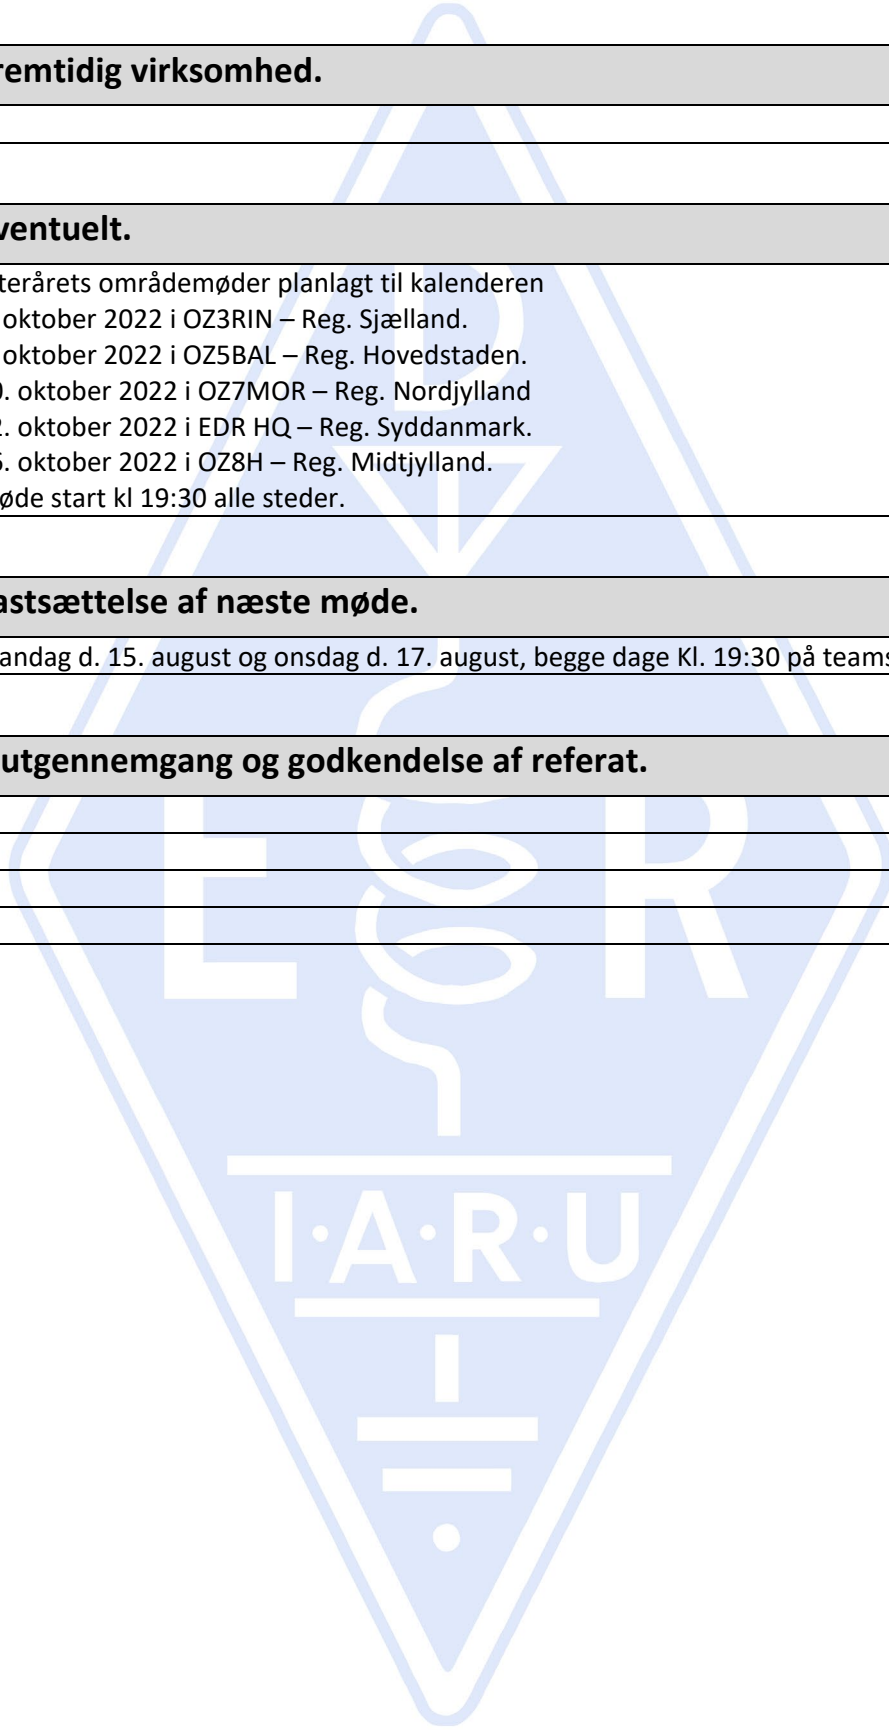 remtidig virksomhed.
ventuelt.
terårets områdemøder planlagt til kalenderen
oktober 2022 i OZ3RIN – Reg. Sjælland.
oktober 2022 i OZ5BAL – Reg. Hovedstaden.
. oktober 2022 i OZ7MOR – Reg. Nordjylland
. oktober 2022 i EDR HQ – Reg. Syddanmark.
. oktober 2022 i OZ8H – Reg. Midtjylland.
øde start kl 19:30 alle steder.
astsættelse af næste møde.
andag d. 15. august og onsdag d. 17. august, begge dage Kl. 19:30 på teams
utgennemgang og godkendelse af referat.
D
E R
I·A·R·U